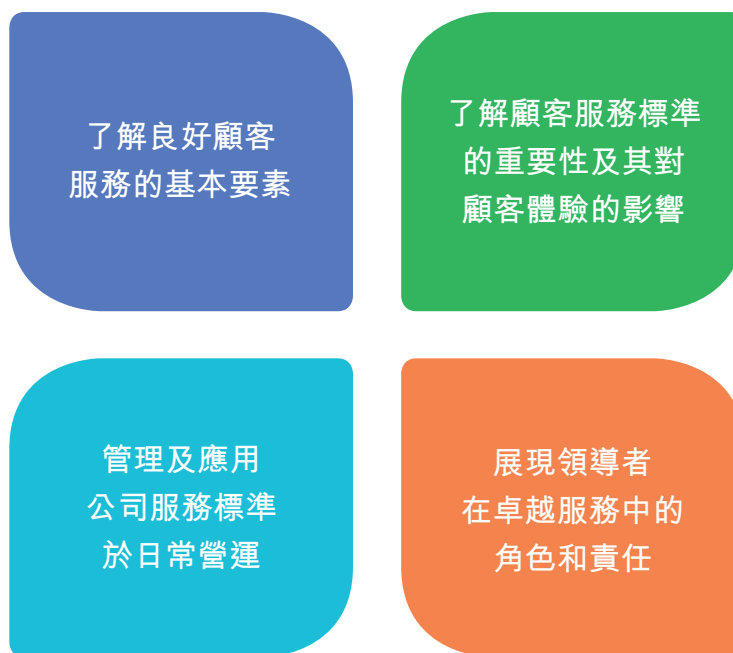 了解良好顧客
服務的基本要素
了解顧客服務標準
的重要性及其對
顧客體驗的影響
管理及應用
公司服務標準
於日常營運
展現領導者
在卓越服務中的
角色和責任